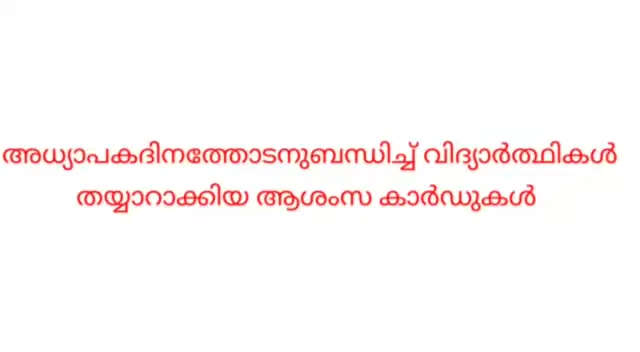 അധ്യാപകദിനത്തോടനുബന്ധിച്ച് വിദ്യാർത്ഥികൾ
തയ്യാറാക്കിയ ആശംസ കാർഡുകൾ